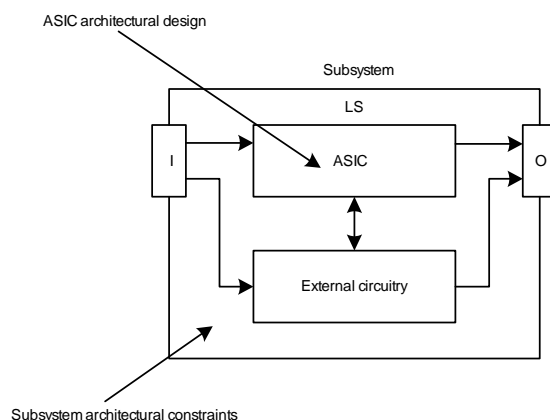 ASIC architectural design
Subsystem
LS
I
ASIC
O
External circuitry
Subsystem architectural constraints